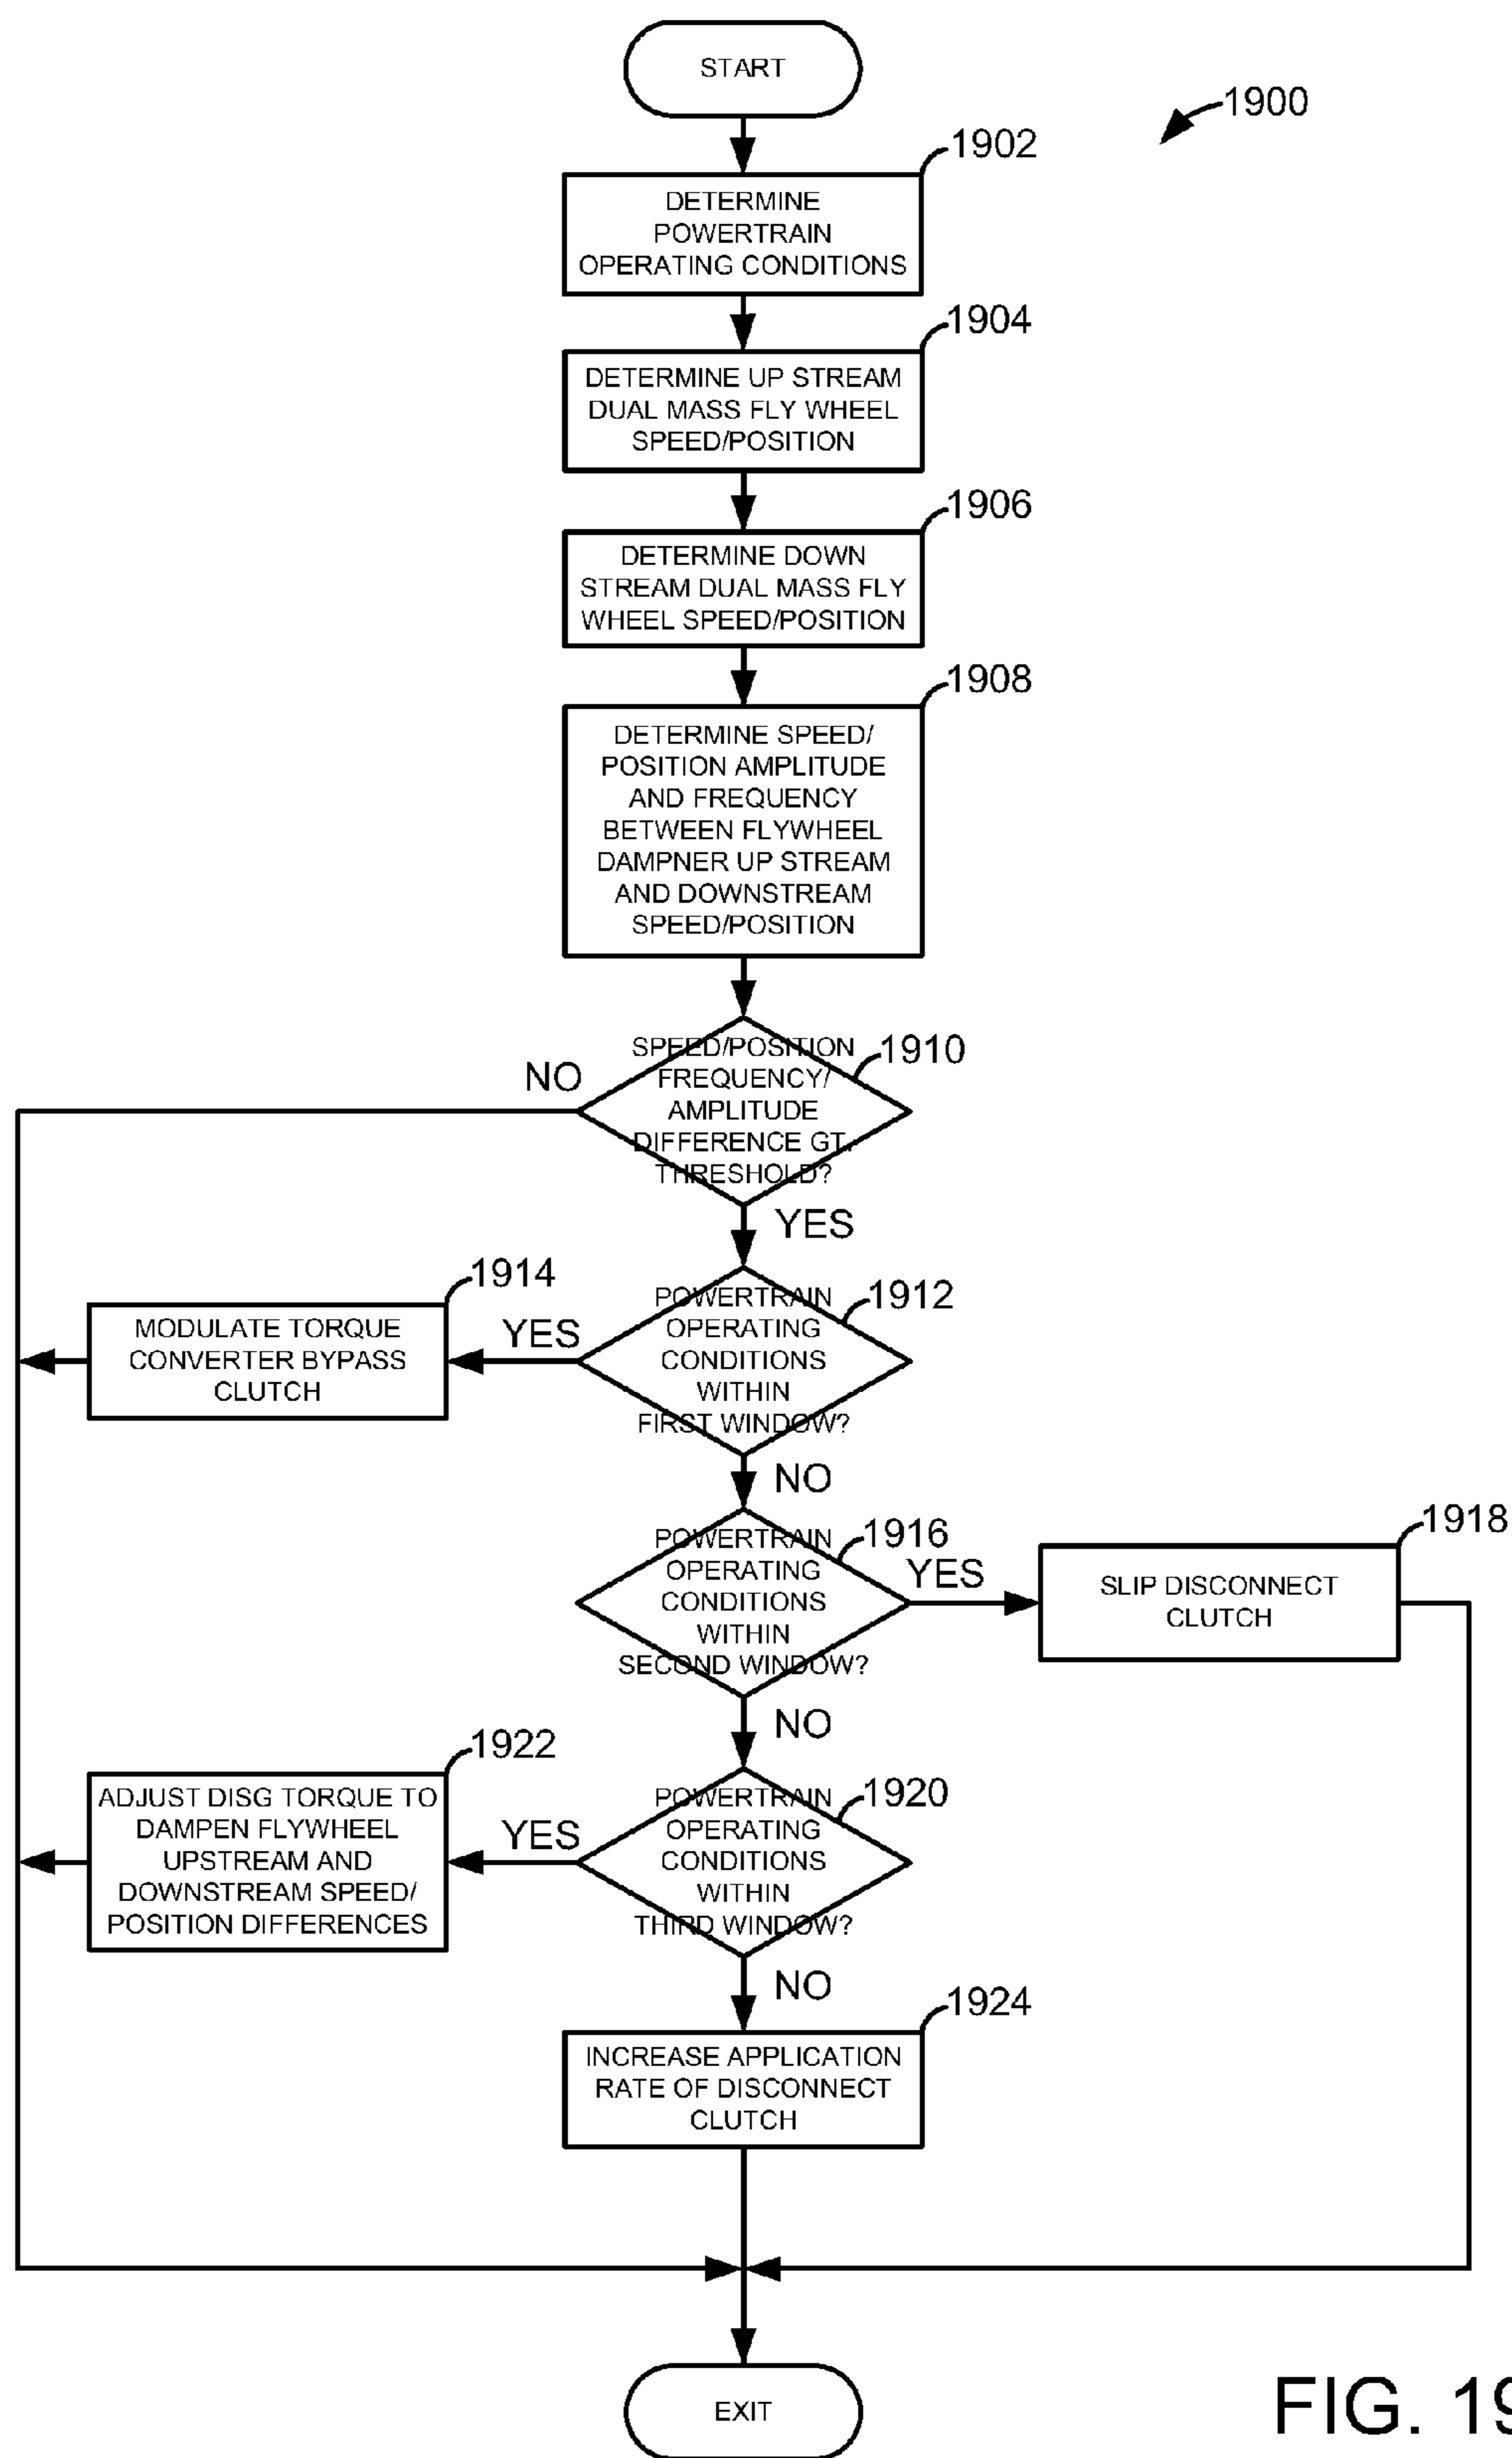 START
1900
1902
DETERMINE
POWERTRAIN
OPERATING CONDITIONS
1904
DETERMINE UP STREAM
DUAL MASS FLY WHEEL
SPEED/POSITION
1906
DETERMINE DOWN
STREAM DUAL MASS FLY
WHEEL SPEED/POSITION
1908
DETERMINE SPEED/
POSITION AMPLITUDE
AND FREQUENCY
BETWEEN FLYWHEEL
DAMPNER UP STREAM
AND DOWNSTREAM
SPEED/POSITION
1910
SPEED/POSITION
FREQUENCY/
AMPLITUDE
DIFFERENCE GT.
THRESHOLD?
NO
YES
1912
POWERTRAIN
OPERATING
CONDITIONS
WITHIN
FIRST WINDOW?
YES
1914
MODULATE TORQUE
CONVERTER BYPASS
CLUTCH
NO
1916
POWERTRAIN
OPERATING
CONDITIONS
WITHIN
SECOND WINDOW?
YES
1918
SLIP DISCONNECT
CLUTCH
NO
1920
POWERTRAIN
OPERATING
CONDITIONS
WITHIN
THIRD WINDOW?
YES
1922
ADJUST DISG TORQUE TO
DAMPEN FLYWHEEL
UPSTREAM AND
DOWNSTREAM SPEED/
POSITION DIFFERENCES
NO
1924
INCREASE APPLICATION
RATE OF DISCONNECT
CLUTCH
EXIT
FIG. 19